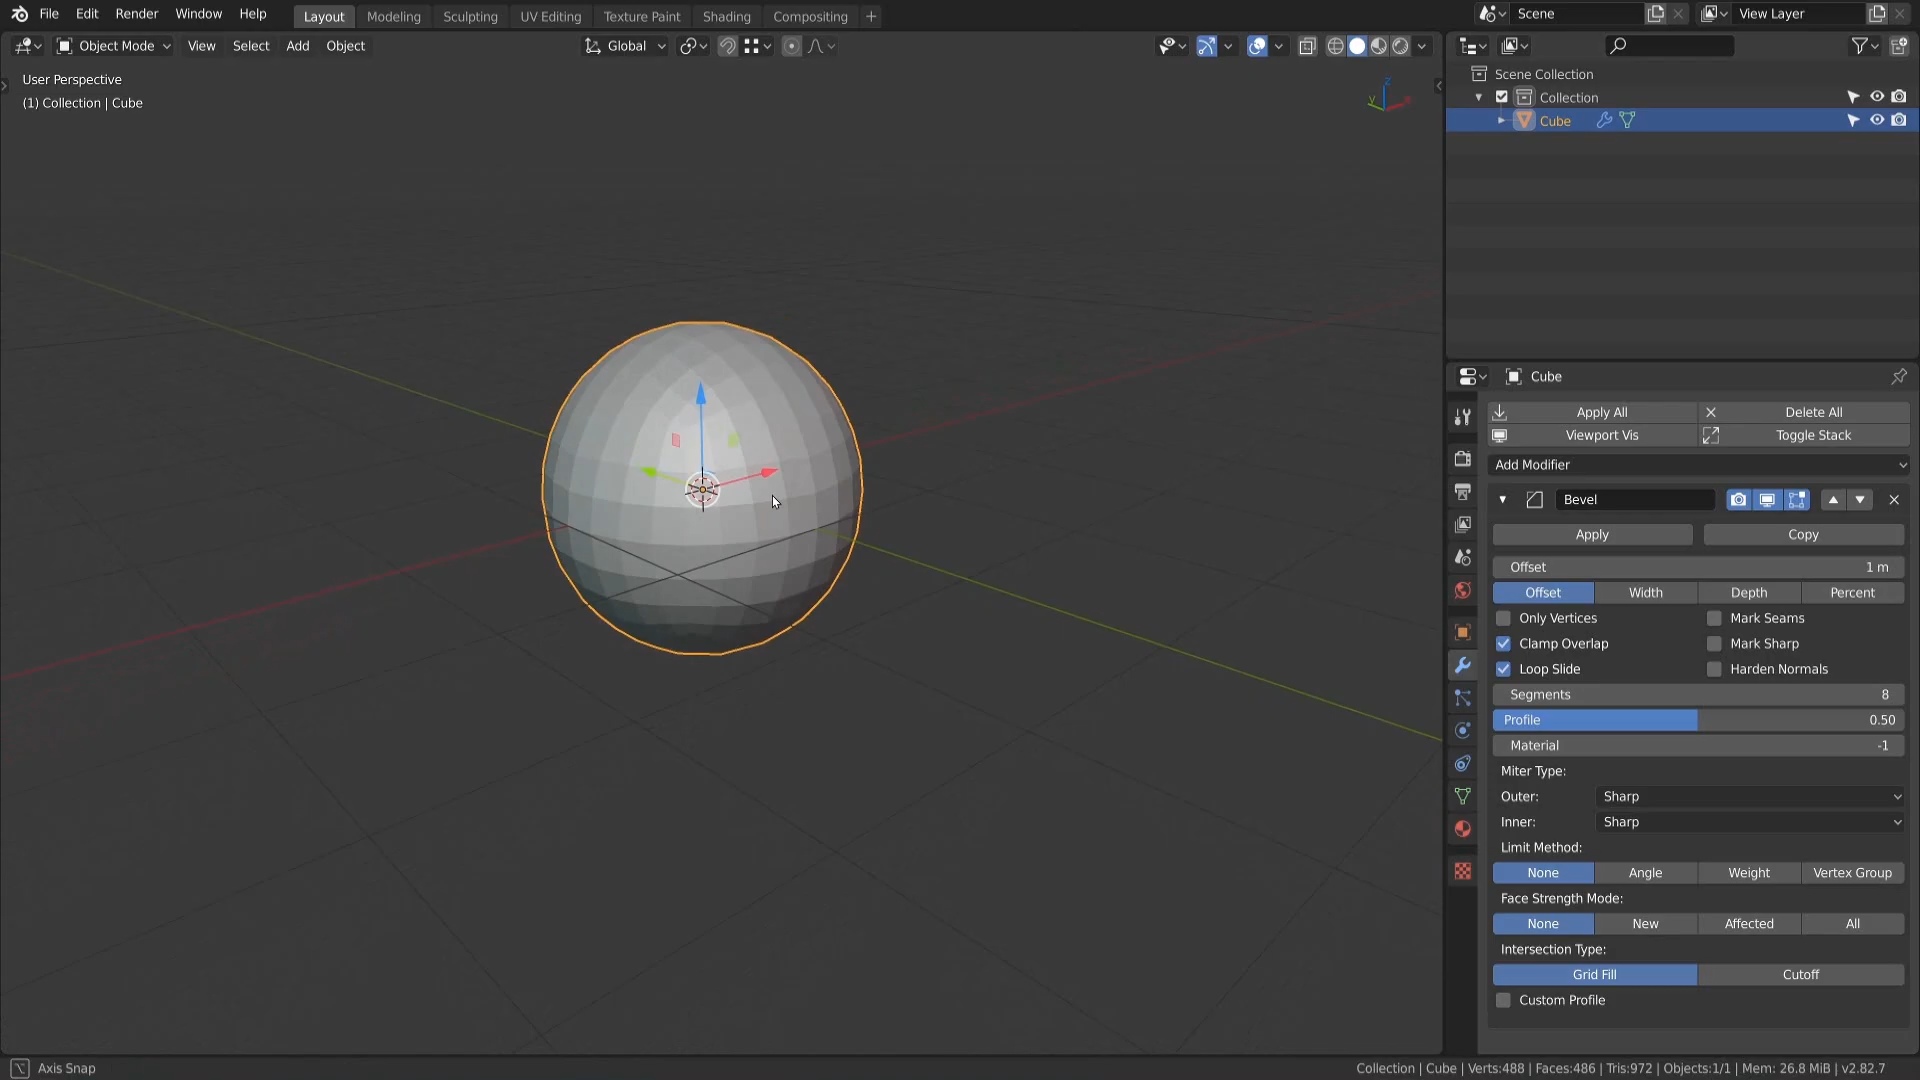 File Edit Render Window Help Layout Modeling Sculpting UV Editing Texture Paint Shading Compositing + Scene View Layer
Object Mode View Select Add Object Global
User Perspective
(1) Collection | Cube
Z
Y
Scene Collection
Collection
Cube
Cube
Apply All Delete All
Viewport Vis Toggle Stack
Add Modifier
Bevel
Apply Copy
Offset 1 m
Offset Width Depth Percent
Only Vertices Mark Seams
Clamp Overlap Mark Sharp
Loop Slide Harden Normals
Segments 8
Profile 0.50
Material -1
Miter Type:
Outer: Sharp
Inner: Sharp
Limit Method:
None Angle Weight Vertex Group
Face Strength Mode:
None New Affected All
Intersection Type:
Grid Fill Cutoff
Custom Profile
Axis Snap Collection | Cube | Verts:488 | Faces:486 | Tris:972 | Objects:1/1 | Mem: 26.8 MiB | v2.82.7